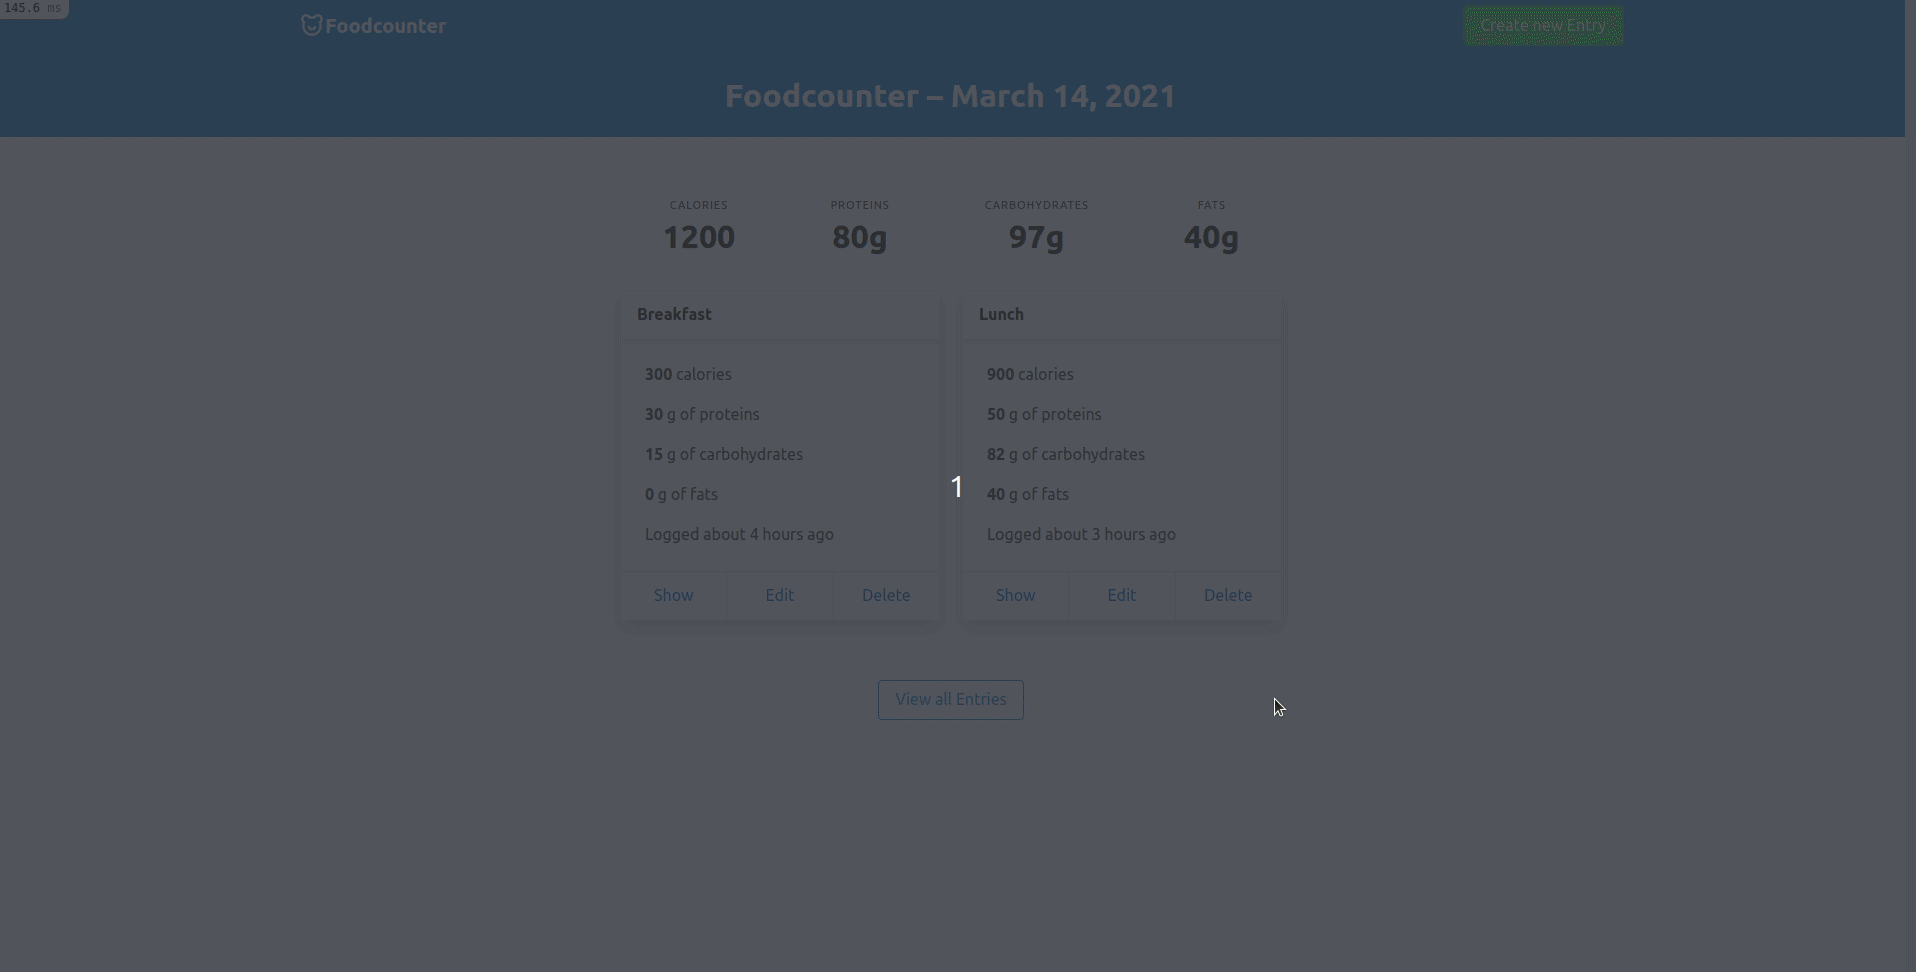 145.6 ms
Foodcounter
Create new Entry
Foodcounter – March 14, 2021
CALORIES PROTEINS CARBOHYDRATES FATS
1200 80g 97g 40g
Breakfast
300 calories
30 g of proteins
15 g of carbohydrates
0 g of fats
Logged about 4 hours ago
Show Edit Delete
Lunch
900 calories
50 g of proteins
82 g of carbohydrates
40 g of fats
Logged about 3 hours ago
Show Edit Delete
1
View all Entries